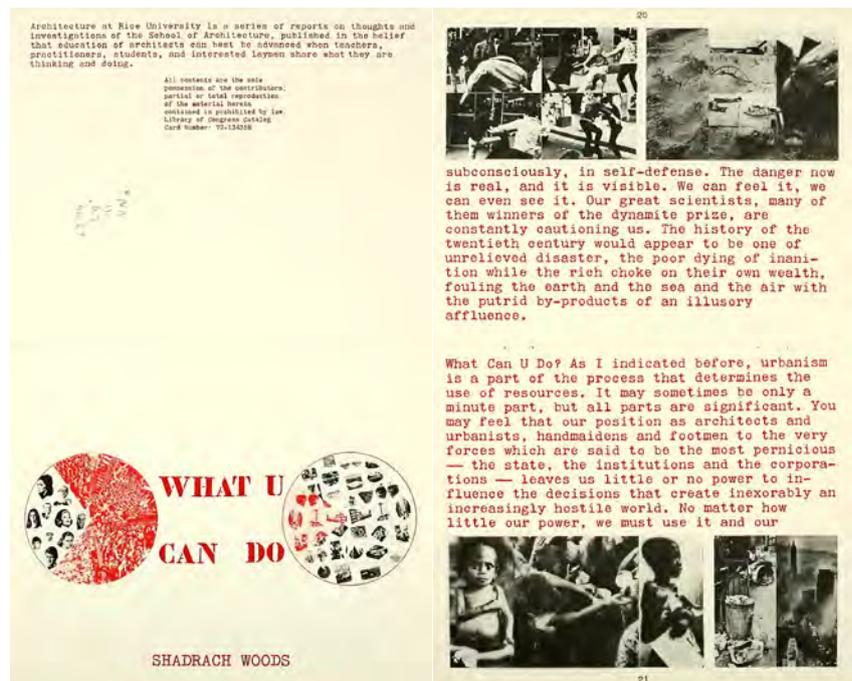 Architecture at Rice University is a series of reports on thoughts and
investigations of the School of Architecture, published in the belief
that education of architects can best be advanced when teachers,
practitioners, students, and interested laymen share what they are
thinking and doing.
All contents are the sole
possession of the contributors,
partial or total reproduction
of the material herein
contained is prohibited by law.
Library of Congress Catalog
Card Number:
WHAT U
CAN DO
SHADRACH WOODS
20
subconsciously, in self-defense. The danger now
is real, and it is visible. We can feel it, we
can even see it. Our great scientists, many of
them winners of the dynamite prize, are
constantly cautioning us. The history of the
twentieth century would appear to be one of
unrelieved disaster, the poor dying of inani-
tion while the rich choke on their own wealth,
fouling the earth and the sea and the air with
the putrid by-products of an illusory
affluence.
What Can U Do? As I indicated before, urbanism
is a part of the process that determines the
use of resources. It may sometimes be only a
minute part, but all parts are significant. You
may feel that our position as architects and
urbanists, handmaidens and footmen to the very
forces which are said to be the most pernicious
— the state, the institutions and the corpora-
tions — leaves us little or no power to in-
fluence the decisions that create inexorably an
increasingly hostile world. No matter how
little our power, we must use it and our
21